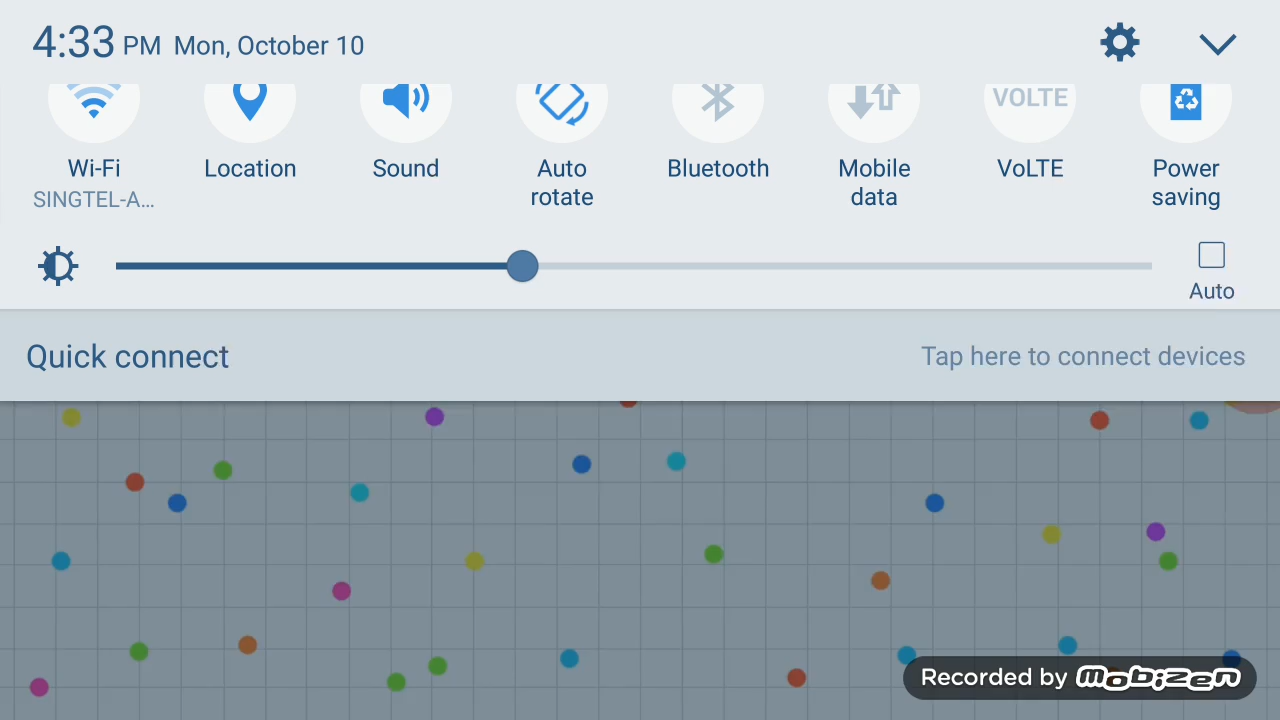 4:33 PM Mon, October 10
VOLTE
Wi-Fi Location Sound Auto rotate Bluetooth Mobile data VoLTE Power saving
SINGTEL-A...
Auto
Quick connect Tap here to connect devices
Recorded by mobizen